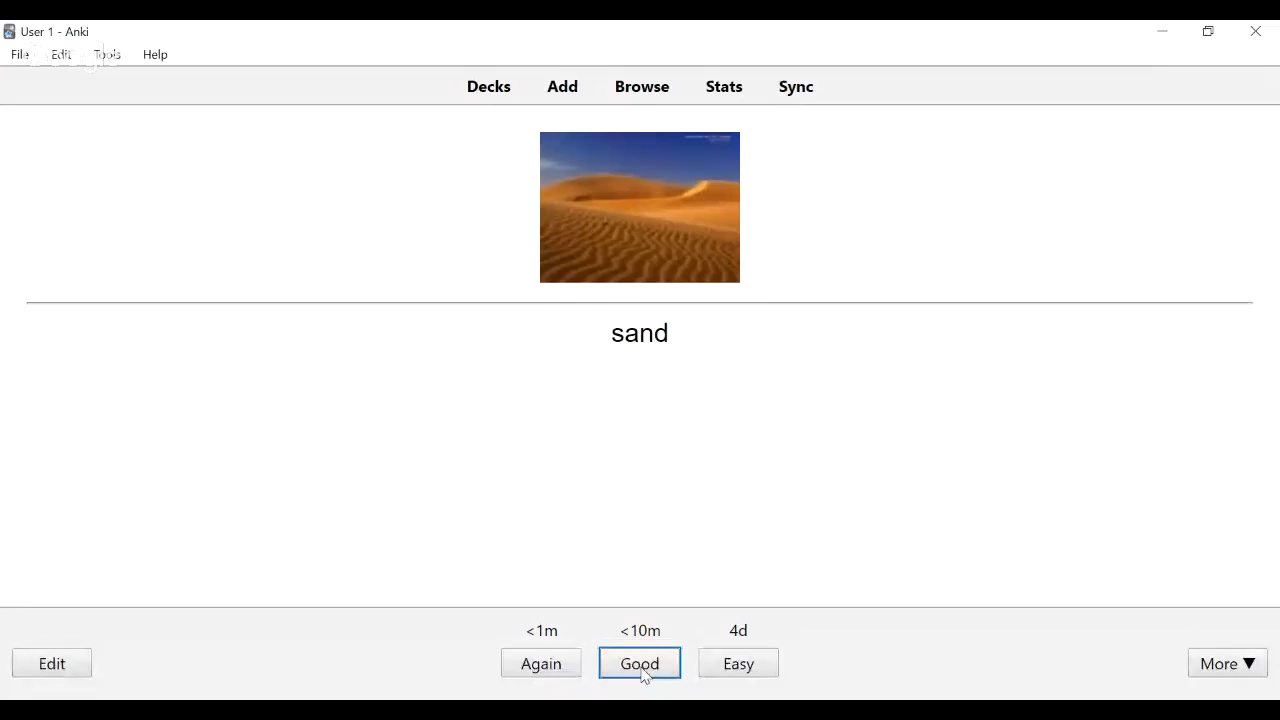 User 1 - Anki
File Edit Tools Help
Decks Add Browse Stats Sync
sand
<1m <10m 4d
Edit Again Good Easy More ▼